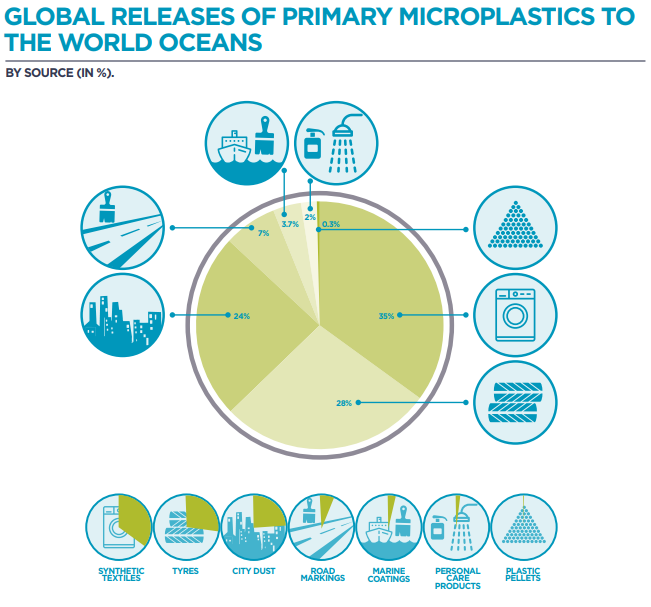 GLOBAL RELEASES OF PRIMARY MICROPLASTICS TO
THE WORLD OCEANS
BY SOURCE (IN %).
2%
3.7%
0.3%
7%
24%
35%
28%
SYNTHETIC
TEXTILES
TYRES
CITY DUST
ROAD
MARKINGS
MARINE
COATINGS
PERSONAL
CARE
PRODUCTS
PLASTIC
PELLETS